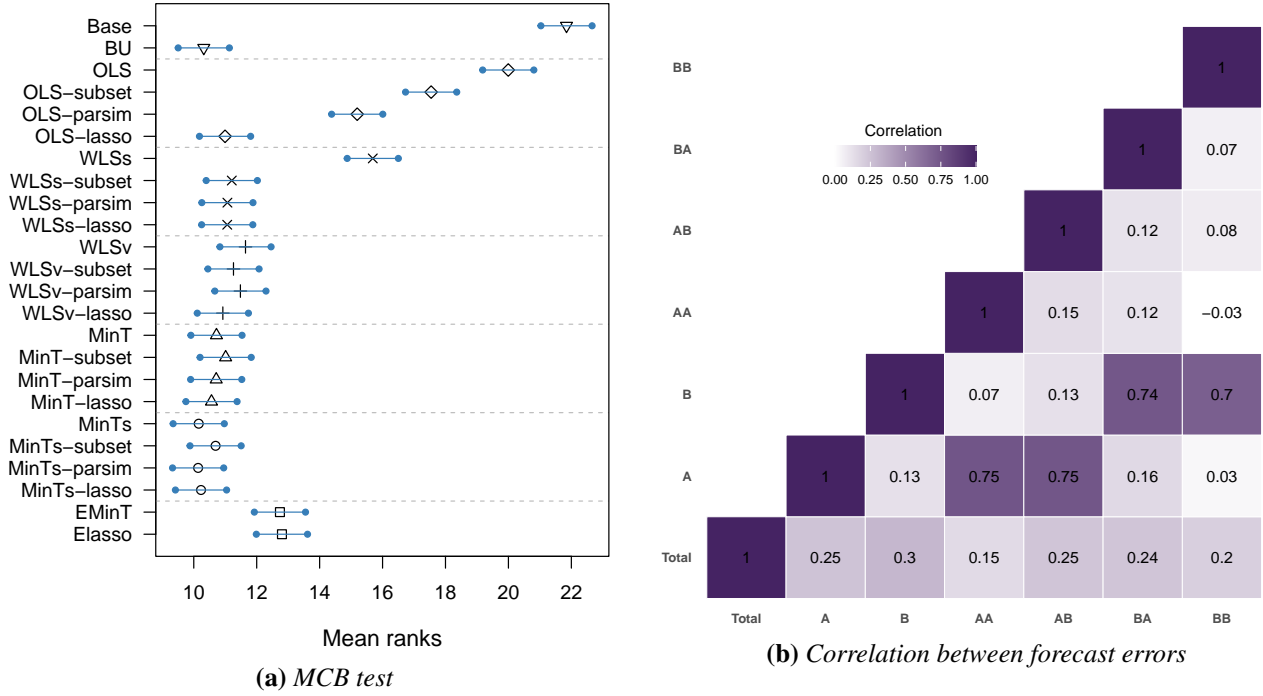 Base
BU
OLS
OLS−subset
OLS−parsim
OLS−lasso
WLSs
WLSs−subset
WLSs−parsim
WLSs−lasso
WLSv
WLSv−subset
WLSv−parsim
WLSv−lasso
MinT
MinT−subset
MinT−parsim
MinT−lasso
MinTs
MinTs−subset
MinTs−parsim
MinTs−lasso
EMinT
Elasso
10 12 14 16 18 20 22
Mean ranks
(a) MCB test
Correlation
0.00 0.25 0.50 0.75 1.00
BB 1
BA 1 0.07
AB 1 0.12 0.08
AA 1 0.15 0.12 −0.03
B 1 0.07 0.13 0.74 0.7
A 1 0.13 0.75 0.75 0.16 0.03
Total 1 0.25 0.3 0.15 0.25 0.24 0.2
Total A B AA AB BA BB
(b) Correlation between forecast errors